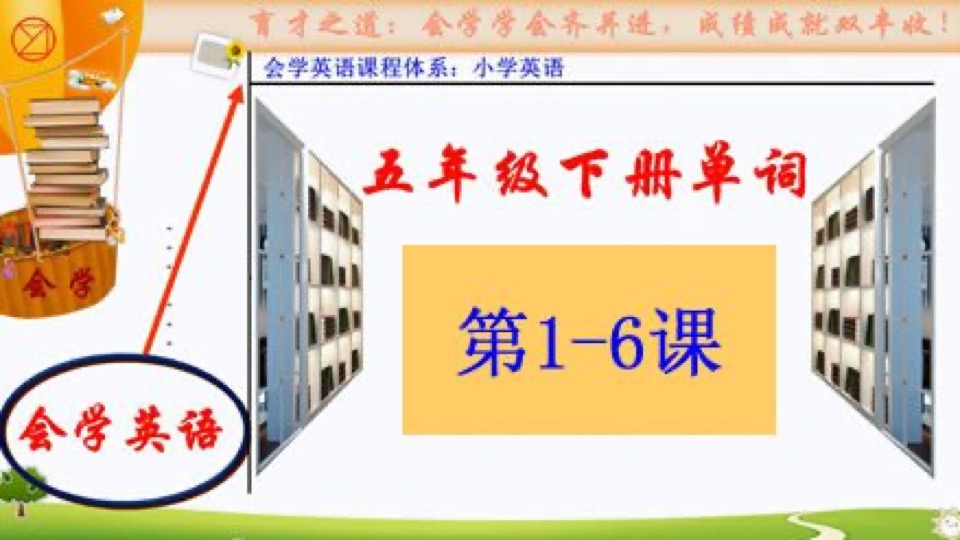 育才之道：会学学会齐并进，成绩成就双丰收！
会学英语课程体系：小学英语
五年级下册单词
第1-6课
会学
会学英语